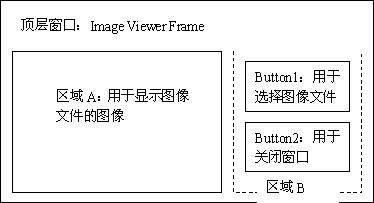 顶层窗口：Image Viewer Frame
区域 A：用于显示图像
文件的图像
Button1：用于
选择图像文件
Button2：用于
关闭窗口
区域 B